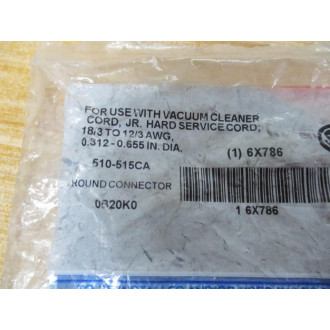 FOR USE WITH VACUUM CLEANER
CORD, JR. HARD SERVICE CORD;
18/3 TO 12/3 AWG,
0.312 - 0.655 IN. DIA.
(1) 6X786
510-515CA
ROUND CONNECTOR
0B20K0
1 6X786